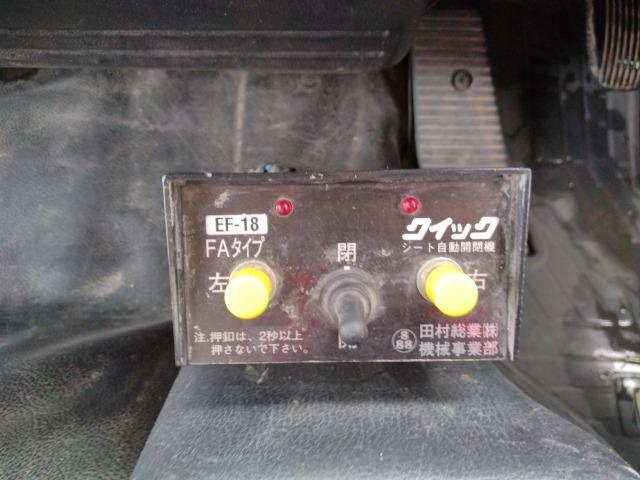 EF-18
FAタイプ
クイック
シート自動開閉機
左
閉
右
注.押釦は、2秒以上
押さないで下さい。
8
88
田村総業㈱
機械事業部